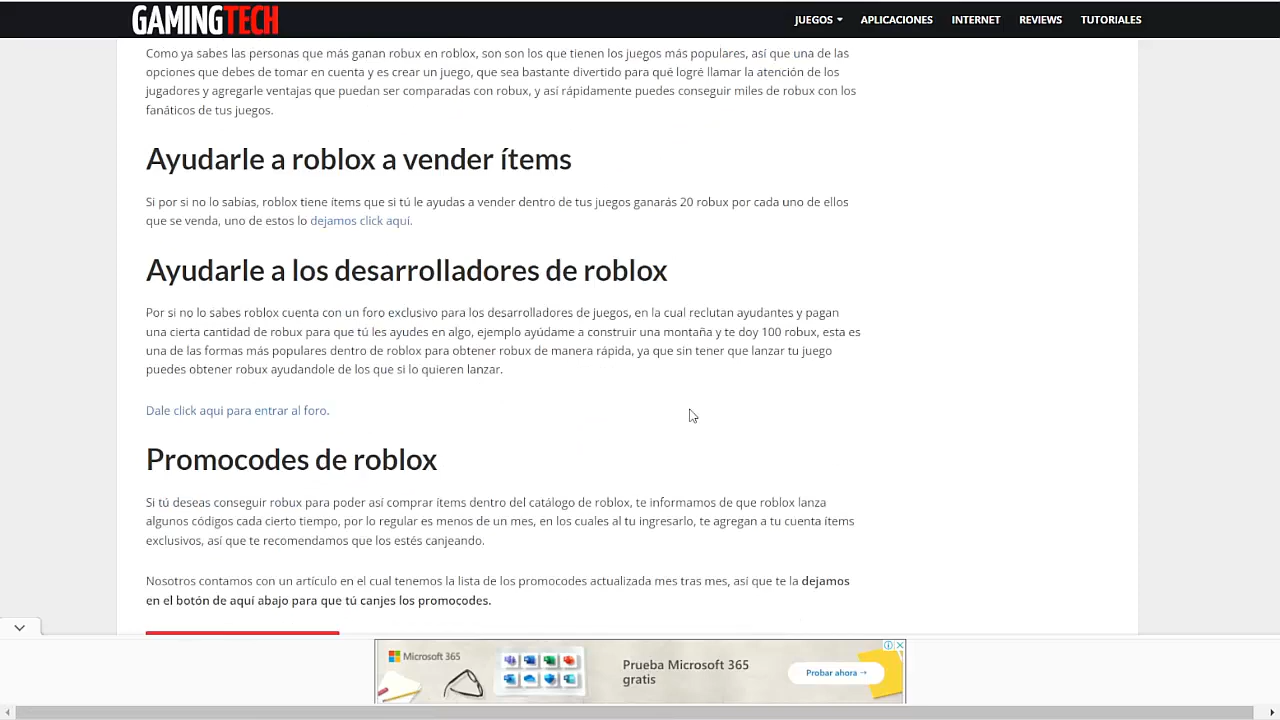 GAMINGTECH
JUEGOS
APLICACIONES
INTERNET
REVIEWS
TUTORIALES
Como ya sabes las personas que más ganan robux en roblox, son son los que tienen los juegos más populares, así que una de las
opciones que debes de tomar en cuenta y es crear un juego, que sea bastante divertido para qué logré llamar la atención de los
jugadores y agregarle ventajas que puedan ser comparadas con robux, y así rápidamente puedes conseguir miles de robux con los
fanáticos de tus juegos.
Ayudarle a roblox a vender ítems
Si por si no lo sabías, roblox tiene ítems que si tú le ayudas a vender dentro de tus juegos ganarás 20 robux por cada uno de ellos
que se venda, uno de estos lo dejamos click aquí.
Ayudarle a los desarrolladores de roblox
Por si no lo sabes roblox cuenta con un foro exclusivo para los desarrolladores de juegos, en la cual reclutan ayudantes y pagan
una cierta cantidad de robux para que tú les ayudes en algo, ejemplo ayúdame a construir una montaña y te doy 100 robux, esta es
una de las formas más populares dentro de roblox para obtener robux de manera rápida, ya que sin tener que lanzar tu juego
puedes obtener robux ayudandole de los que si lo quieren lanzar.
Dale click aquí para entrar al foro.
Promocodes de roblox
Si tú deseas conseguir robux para poder así comprar ítems dentro del catálogo de roblox, te informamos de que roblox lanza
algunos códigos cada cierto tiempo, por lo regular es menos de un mes, en los cuales al tu ingresarlo, te agregan a tu cuenta ítems
exclusivos, así que te recomendamos que los estés canjeando.
Nosotros contamos con un artículo en el cual tenemos la lista de los promocodes actualizada mes tras mes, así que te la dejamos
en el botón de aquí abajo para que tú canjes los promocodes.
Microsoft 365
Prueba Microsoft 365
gratis
Probar ahora →